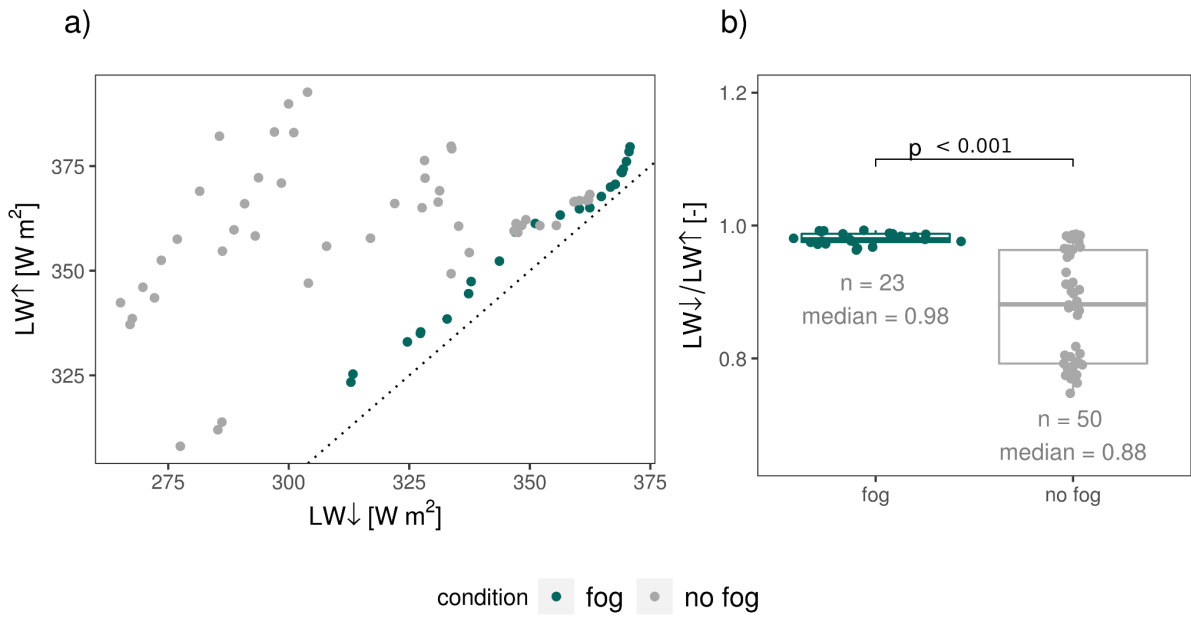 a)
LW↑ [W m²]
375
350
325
275 300 325 350 375
LW↓ [W m²]
b)
LW↓/LW↑ [-]
1.2
1.0
0.8
p < 0.001
n = 23
median = 0.98
n = 50
median = 0.88
fog no fog
condition fog no fog